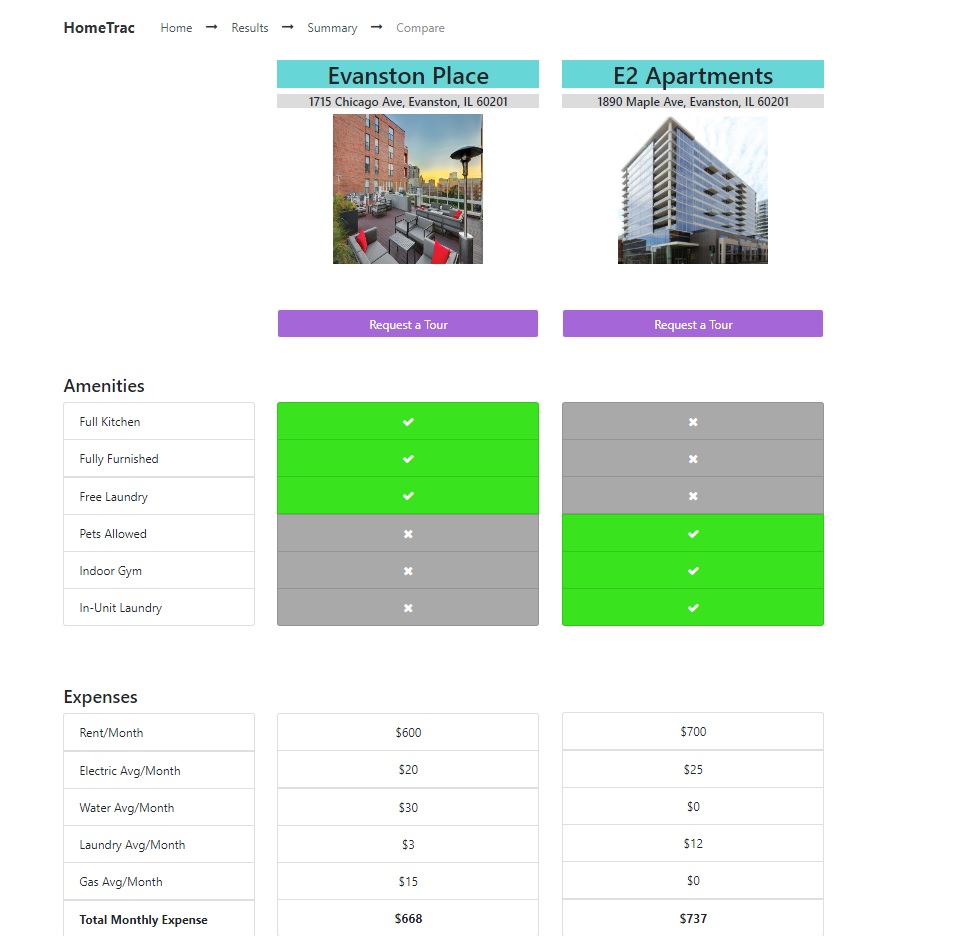 HomeTrac Home → Results → Summary → Compare
Evanston Place E2 Apartments
1715 Chicago Ave, Evanston, IL 60201 1890 Maple Ave, Evanston, IL 60201
Request a Tour Request a Tour
Amenities
Full Kitchen ✔ ✖
Fully Furnished ✔ ✖
Free Laundry ✔ ✖
Pets Allowed ✖ ✔
Indoor Gym ✖ ✔
In-Unit Laundry ✖ ✔
Expenses
Rent/Month $600 $700
Electric Avg/Month $20 $25
Water Avg/Month $30 $0
Laundry Avg/Month $3 $12
Gas Avg/Month $15 $0
Total Monthly Expense $668 $737